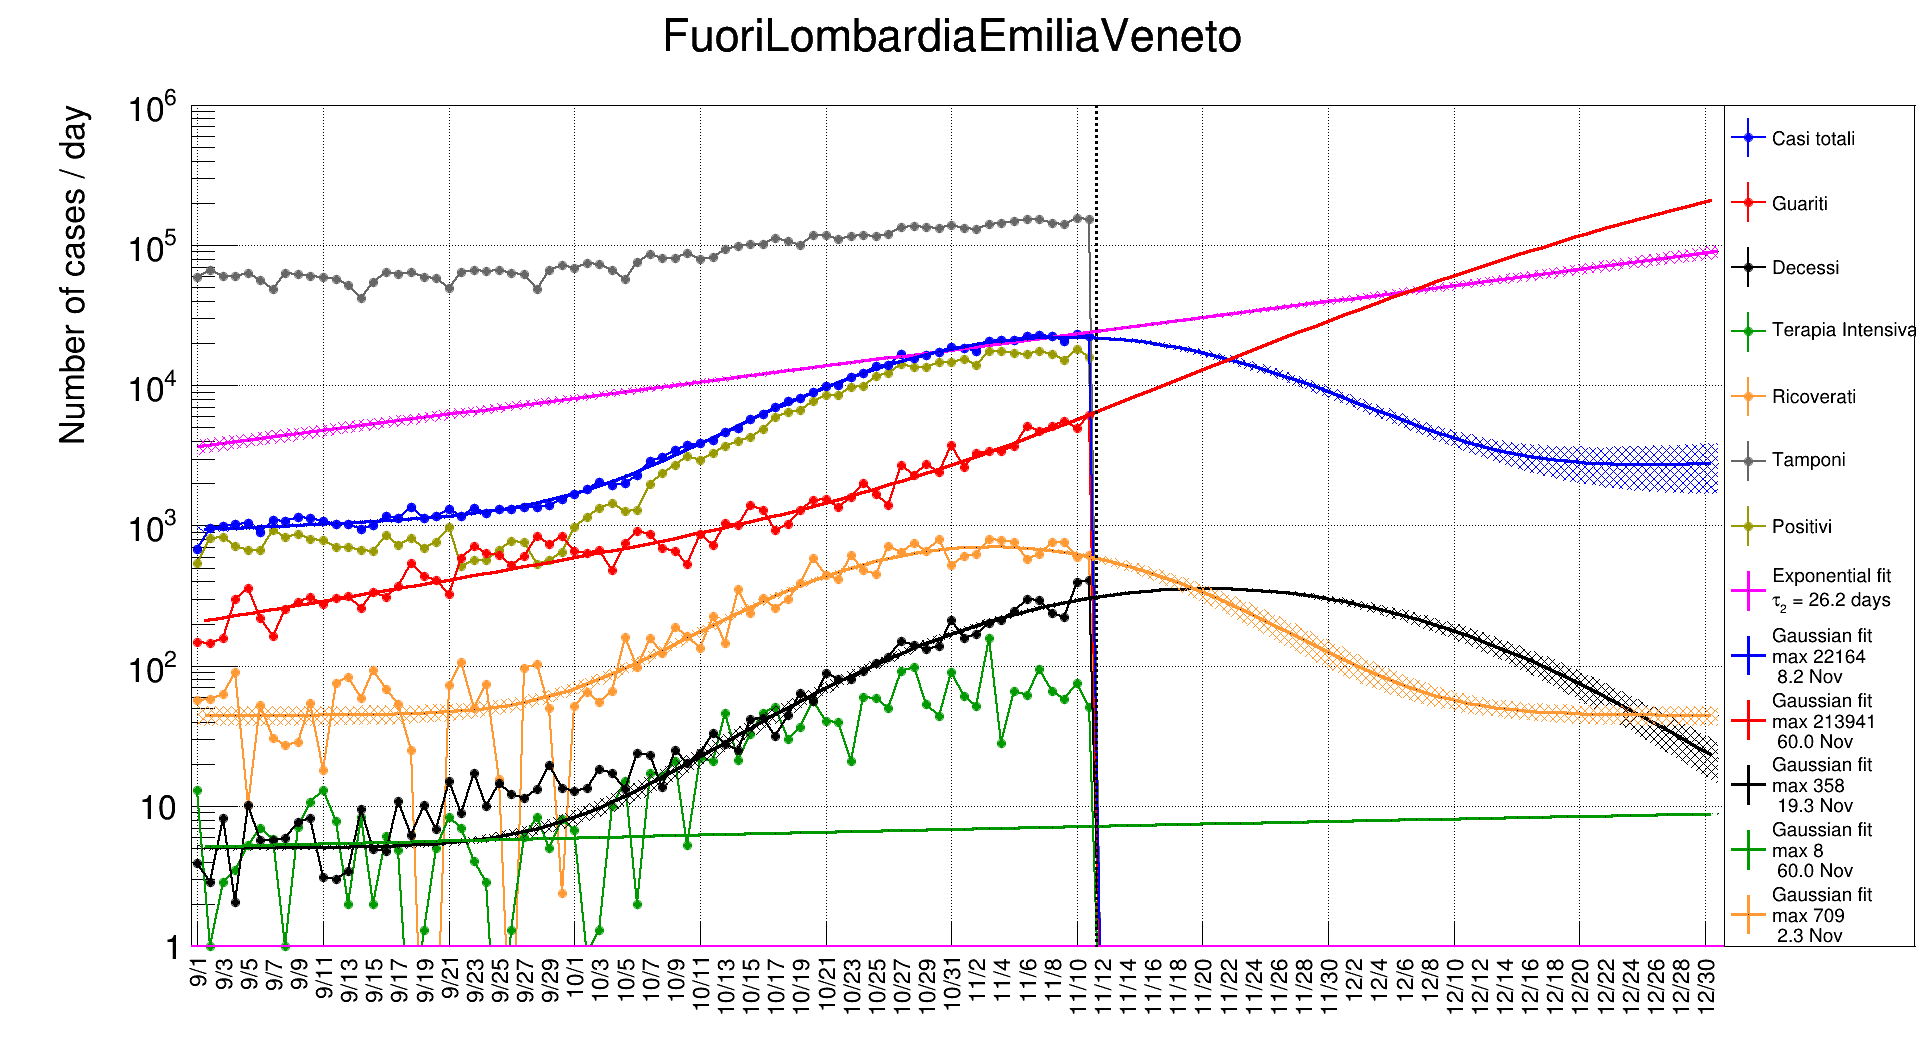 FuoriLombardiaEmiliaVeneto
Number of cases / day
10^6
10^5
10^4
10^3
10^2
10
1
9/1
9/3
9/5
9/7
9/9
9/11
9/13
9/15
9/17
9/19
9/21
9/23
9/25
9/27
9/29
10/1
10/3
10/5
10/7
10/9
10/11
10/13
10/15
10/17
10/19
10/21
10/23
10/25
10/27
10/29
10/31
11/2
11/4
11/6
11/8
11/10
11/12
11/14
11/16
11/18
11/20
11/22
11/24
11/26
11/28
11/30
12/2
12/4
12/6
12/8
12/10
12/12
12/14
12/16
12/18
12/20
12/22
12/24
12/26
12/28
12/30
Casi totali
Guariti
Decessi
Terapia Intensiva
Ricoverati
Tamponi
Positivi
Exponential fit
τ2 = 26.2 days
Gaussian fit
max 22164
8.2 Nov
Gaussian fit
max 213941
60.0 Nov
Gaussian fit
max 358
19.3 Nov
Gaussian fit
max 8
60.0 Nov
Gaussian fit
max 709
2.3 Nov